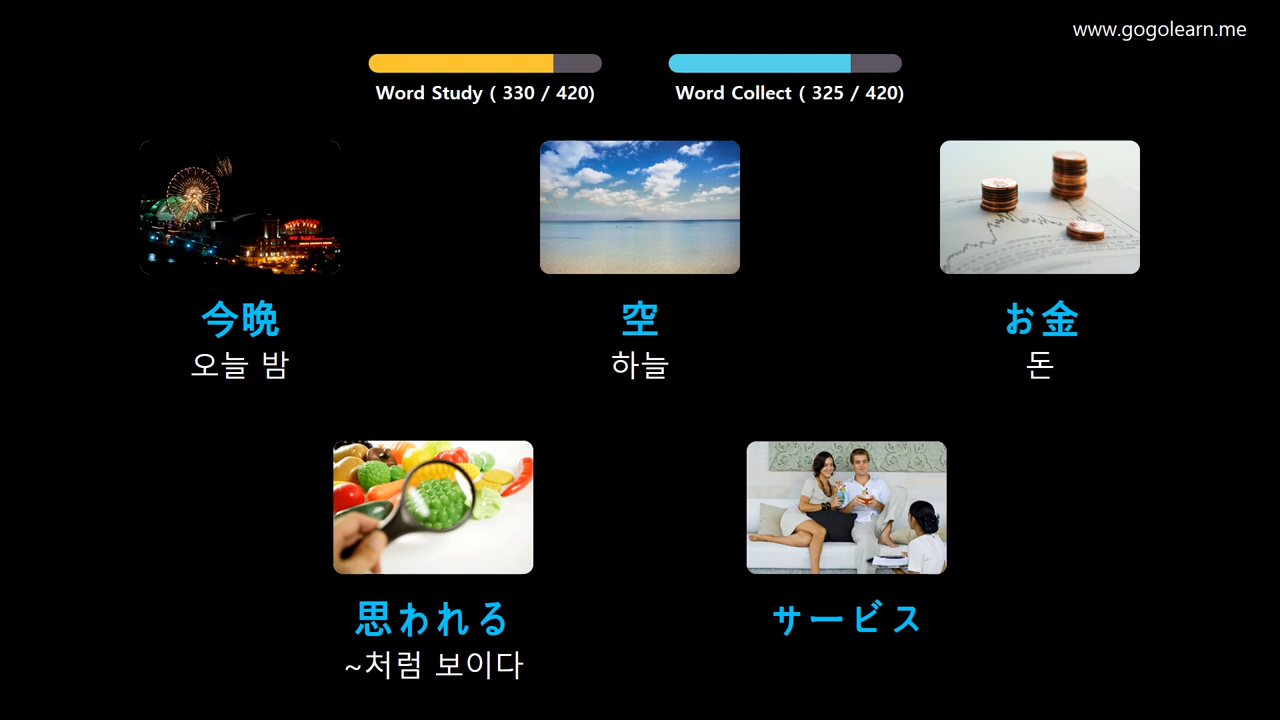 www.gogolearn.me
Word Study ( 330 / 420)
Word Collect ( 325 / 420)
今晩
오늘 밤
空
하늘
お金
돈
思われる
~처럼 보이다
サービス